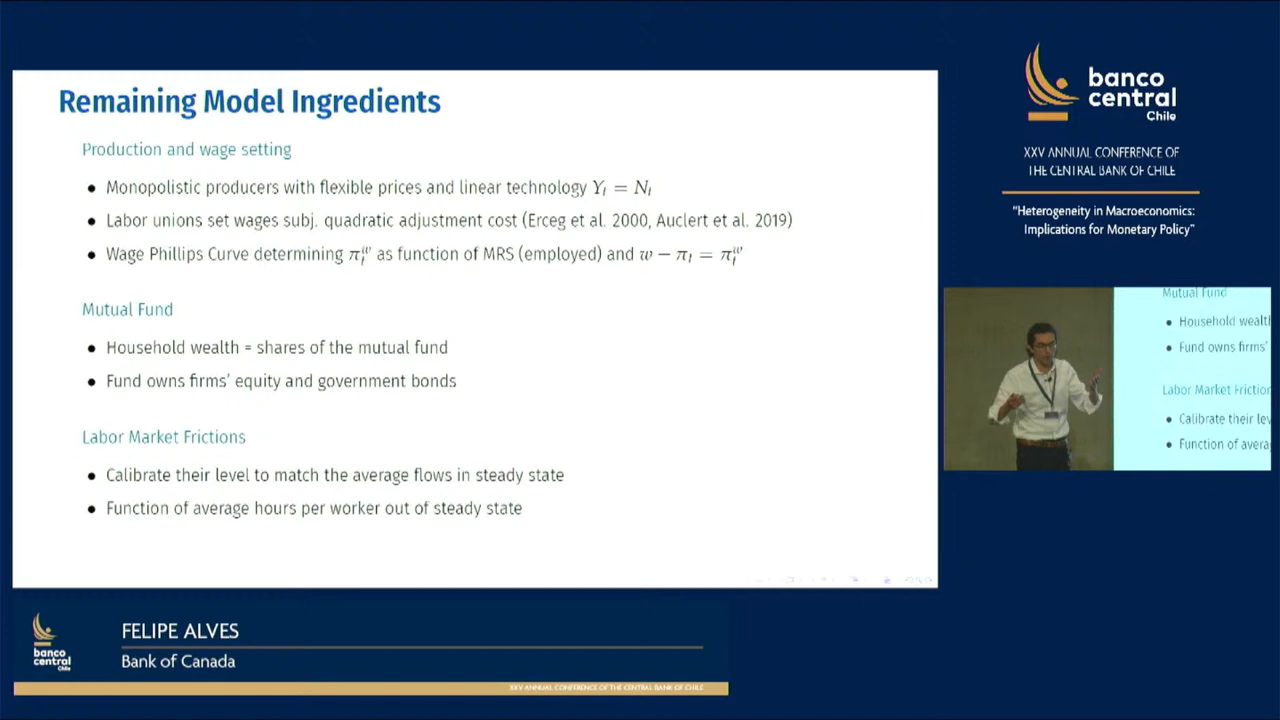 Remaining Model Ingredients
Production and wage setting
● Monopolistic producers with flexible prices and linear technology Yₜ = Nₜ
● Labor unions set wages subj. quadratic adjustment cost (Erceg et al. 2000, Auclert et al. 2019)
● Wage Phillips Curve determining πₜʷ as function of MRS (employed) and w − πₜ = πₜʷ
Mutual Fund
● Household wealth = shares of the mutual fund
● Fund owns firms' equity and government bonds
Labor Market Frictions
● Calibrate their level to match the average flows in steady state
● Function of average hours per worker out of steady state
banco
central
Chile
XXV ANNUAL CONFERENCE OF
THE CENTRAL BANK OF CHILE
"Heterogeneity in Macroeconomics:
Implications for Monetary Policy"
Mutual Fund
● Household wealt
● Fund owns firms'
Labor Market Friction
● Calibrate their lev
● Function of avera
banco
central
Chile
FELIPE ALVES
Bank of Canada
XXV ANNUAL CONFERENCE OF THE CENTRAL BANK OF CHILE